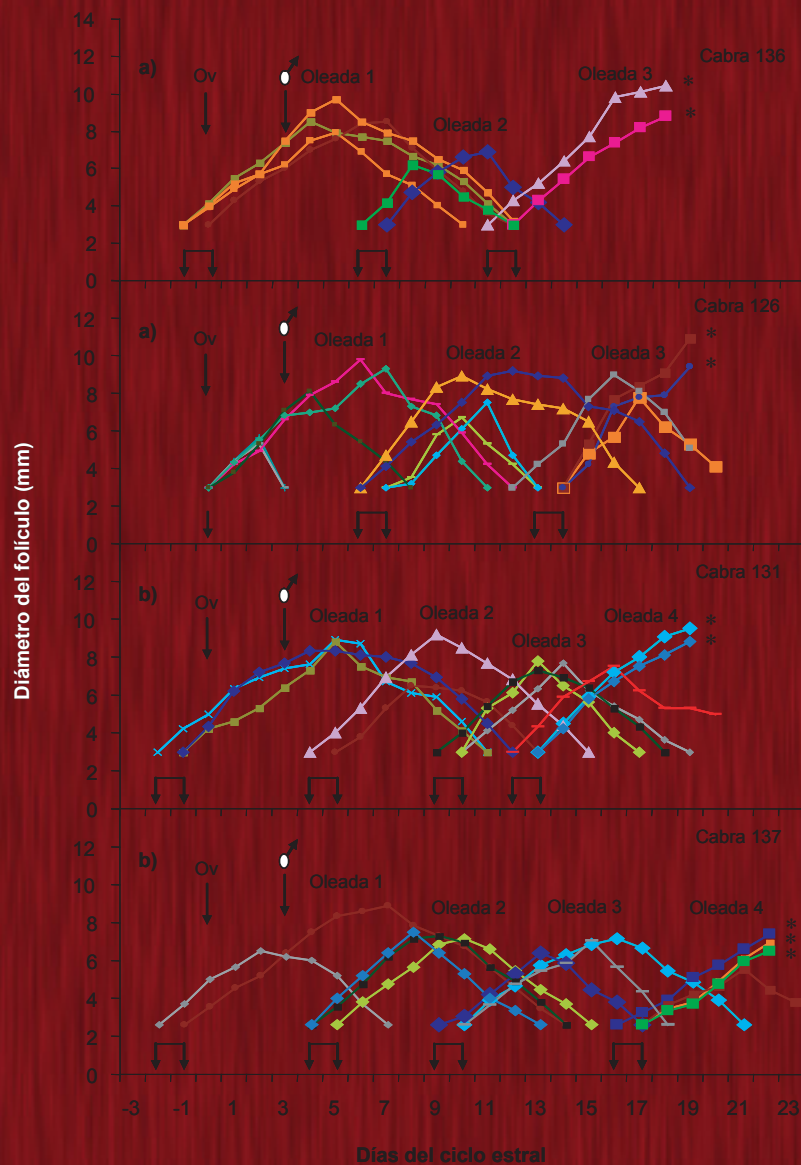 Diámetro del folículo (mm)
14
12
10
8
6
4
2
0
a)
Ov
Oleada 1
Oleada 2
Oleada 3
Cabra 136
*
*
12
10
8
6
4
2
0
a)
Ov
Oleada 1
Oleada 2
Oleada 3
Cabra 126
*
*
12
10
8
6
4
2
0
b)
Ov
Oleada 1
Oleada 2
Oleada 3
Oleada 4
Cabra 131
*
*
12
10
8
6
4
2
0
b)
Ov
Oleada 1
Oleada 2
Oleada 3
Oleada 4
Cabra 137
*
*
*
-3 -1 1 3 5 7 9 11 13 15 17 19 21 23
Días del ciclo estral